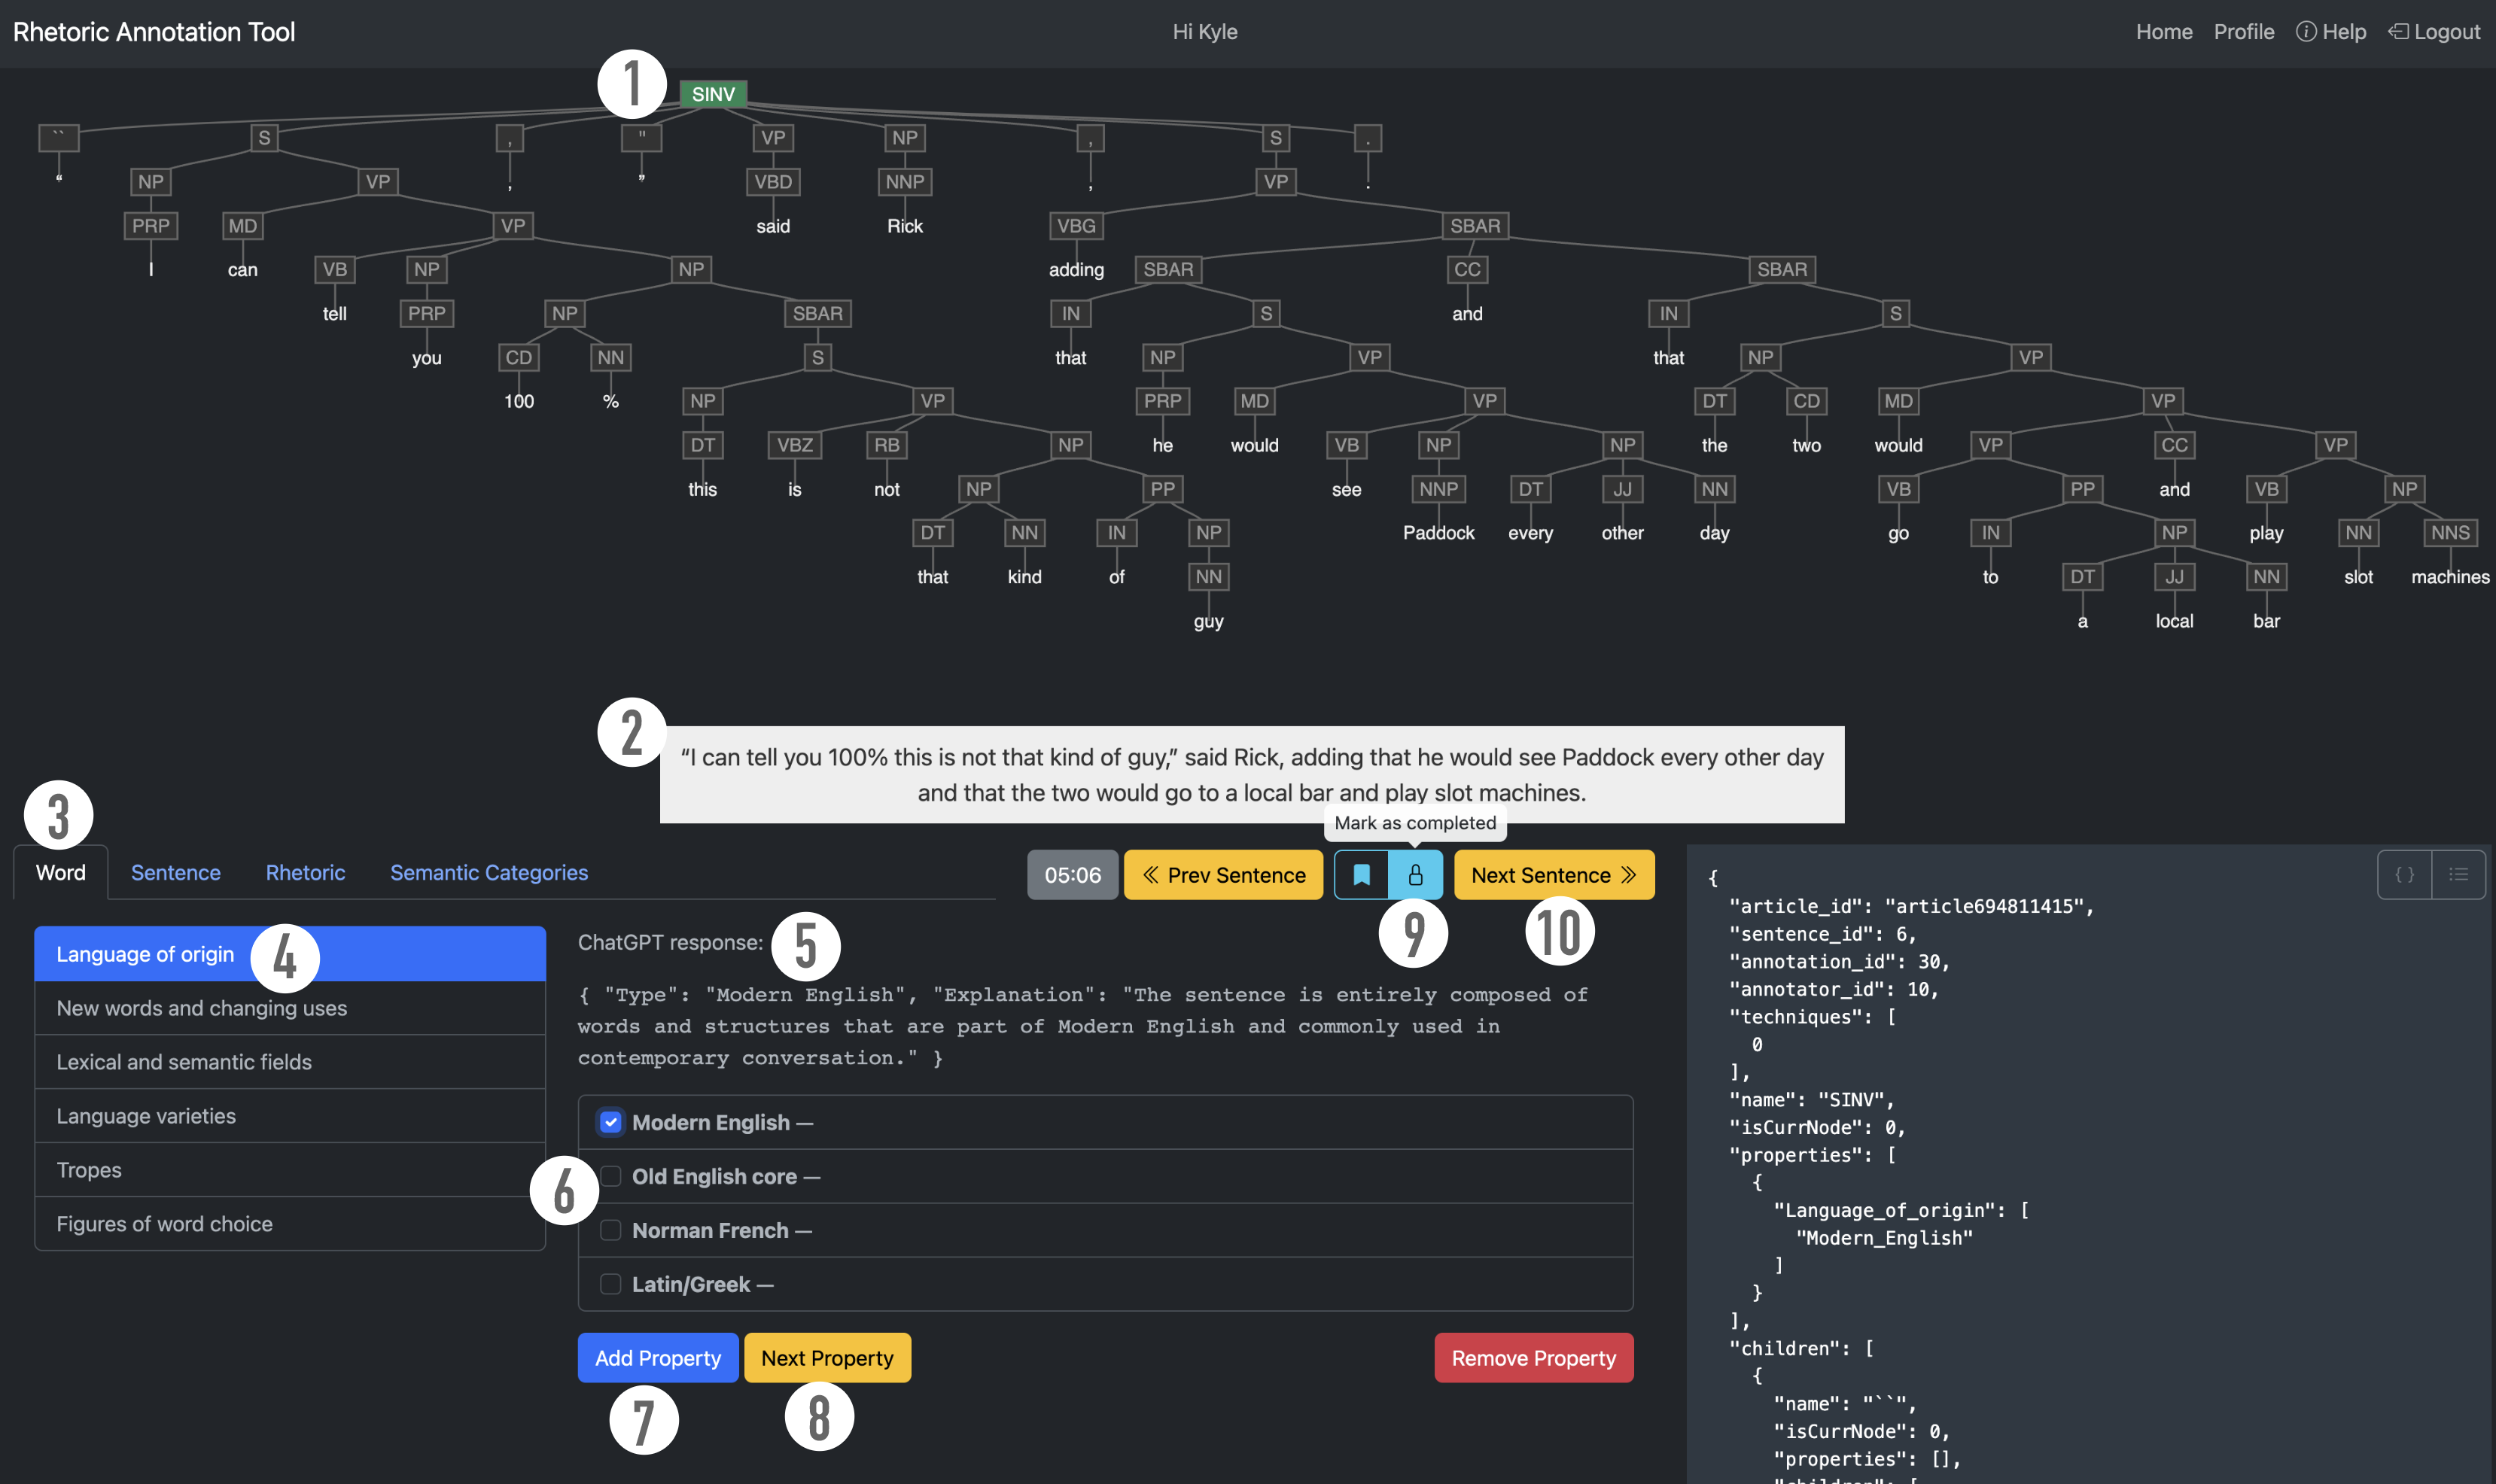 Rhetoric Annotation Tool Hi Kyle Home Profile Help Logout
1 SINV
`` S , " VP NP , S .
“ NP VP , ” VBD NNP , VP .
PRP MD VP said Rick VBG SBAR
I can VB NP NP adding SBAR CC SBAR
tell PRP NP SBAR IN S and IN S
you CD NN S that NP VP that NP VP
100 % NP VP PRP MD VP DT CD MD VP
DT VBZ RB NP he would VB NP NP the two would VP CC VP
this is not NP PP see NNP DT JJ NN VB PP and VB NP
DT NN IN NP Paddock every other day go IN NP play NN NNS
that kind of NN to DT JJ NN slot machines
guy a local bar
2
“I can tell you 100% this is not that kind of guy,” said Rick, adding that he would see Paddock every other day
and that the two would go to a local bar and play slot machines.
3
Mark as completed
Word Sentence Rhetoric Semantic Categories
05:06 Prev Sentence Next Sentence
9 10
Language of origin 4
New words and changing uses
Lexical and semantic fields
Language varieties
Tropes
Figures of word choice
ChatGPT response: 5
{ "Type": "Modern English", "Explanation": "The sentence is entirely composed of
words and structures that are part of Modern English and commonly used in
contemporary conversation." }
Modern English —
6 Old English core —
Norman French —
Latin/Greek —
Add Property Next Property Remove Property
7 8
{ }
{
"article_id": "article694811415",
"sentence_id": 6,
"annotation_id": 30,
"annotator_id": 10,
"techniques": [
0
],
"name": "SINV",
"isCurrNode": 0,
"properties": [
{
"Language_of_origin": [
"Modern_English"
]
}
],
"children": [
{
"name": "``",
"isCurrNode": 0,
"properties": [],
"children": [